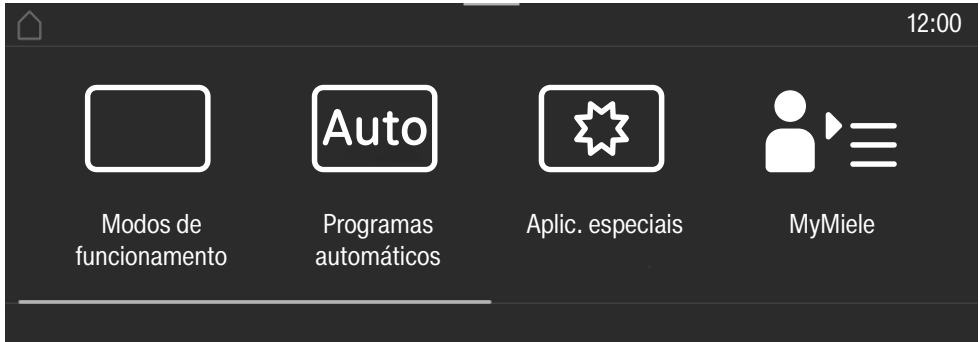 12:00
Auto
Modos de
funcionamento
Programas
automáticos
Aplic. especiais
MyMiele